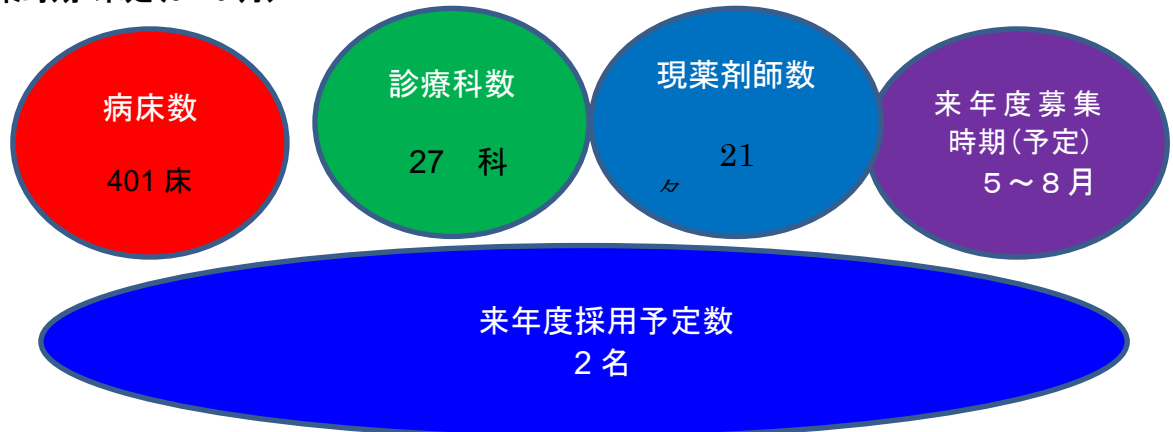 病床数
401 床
診療科数
27 科
現薬剤師数
21
来年度募集
時期(予定)
5～8月
来年度採用予定数
2 名